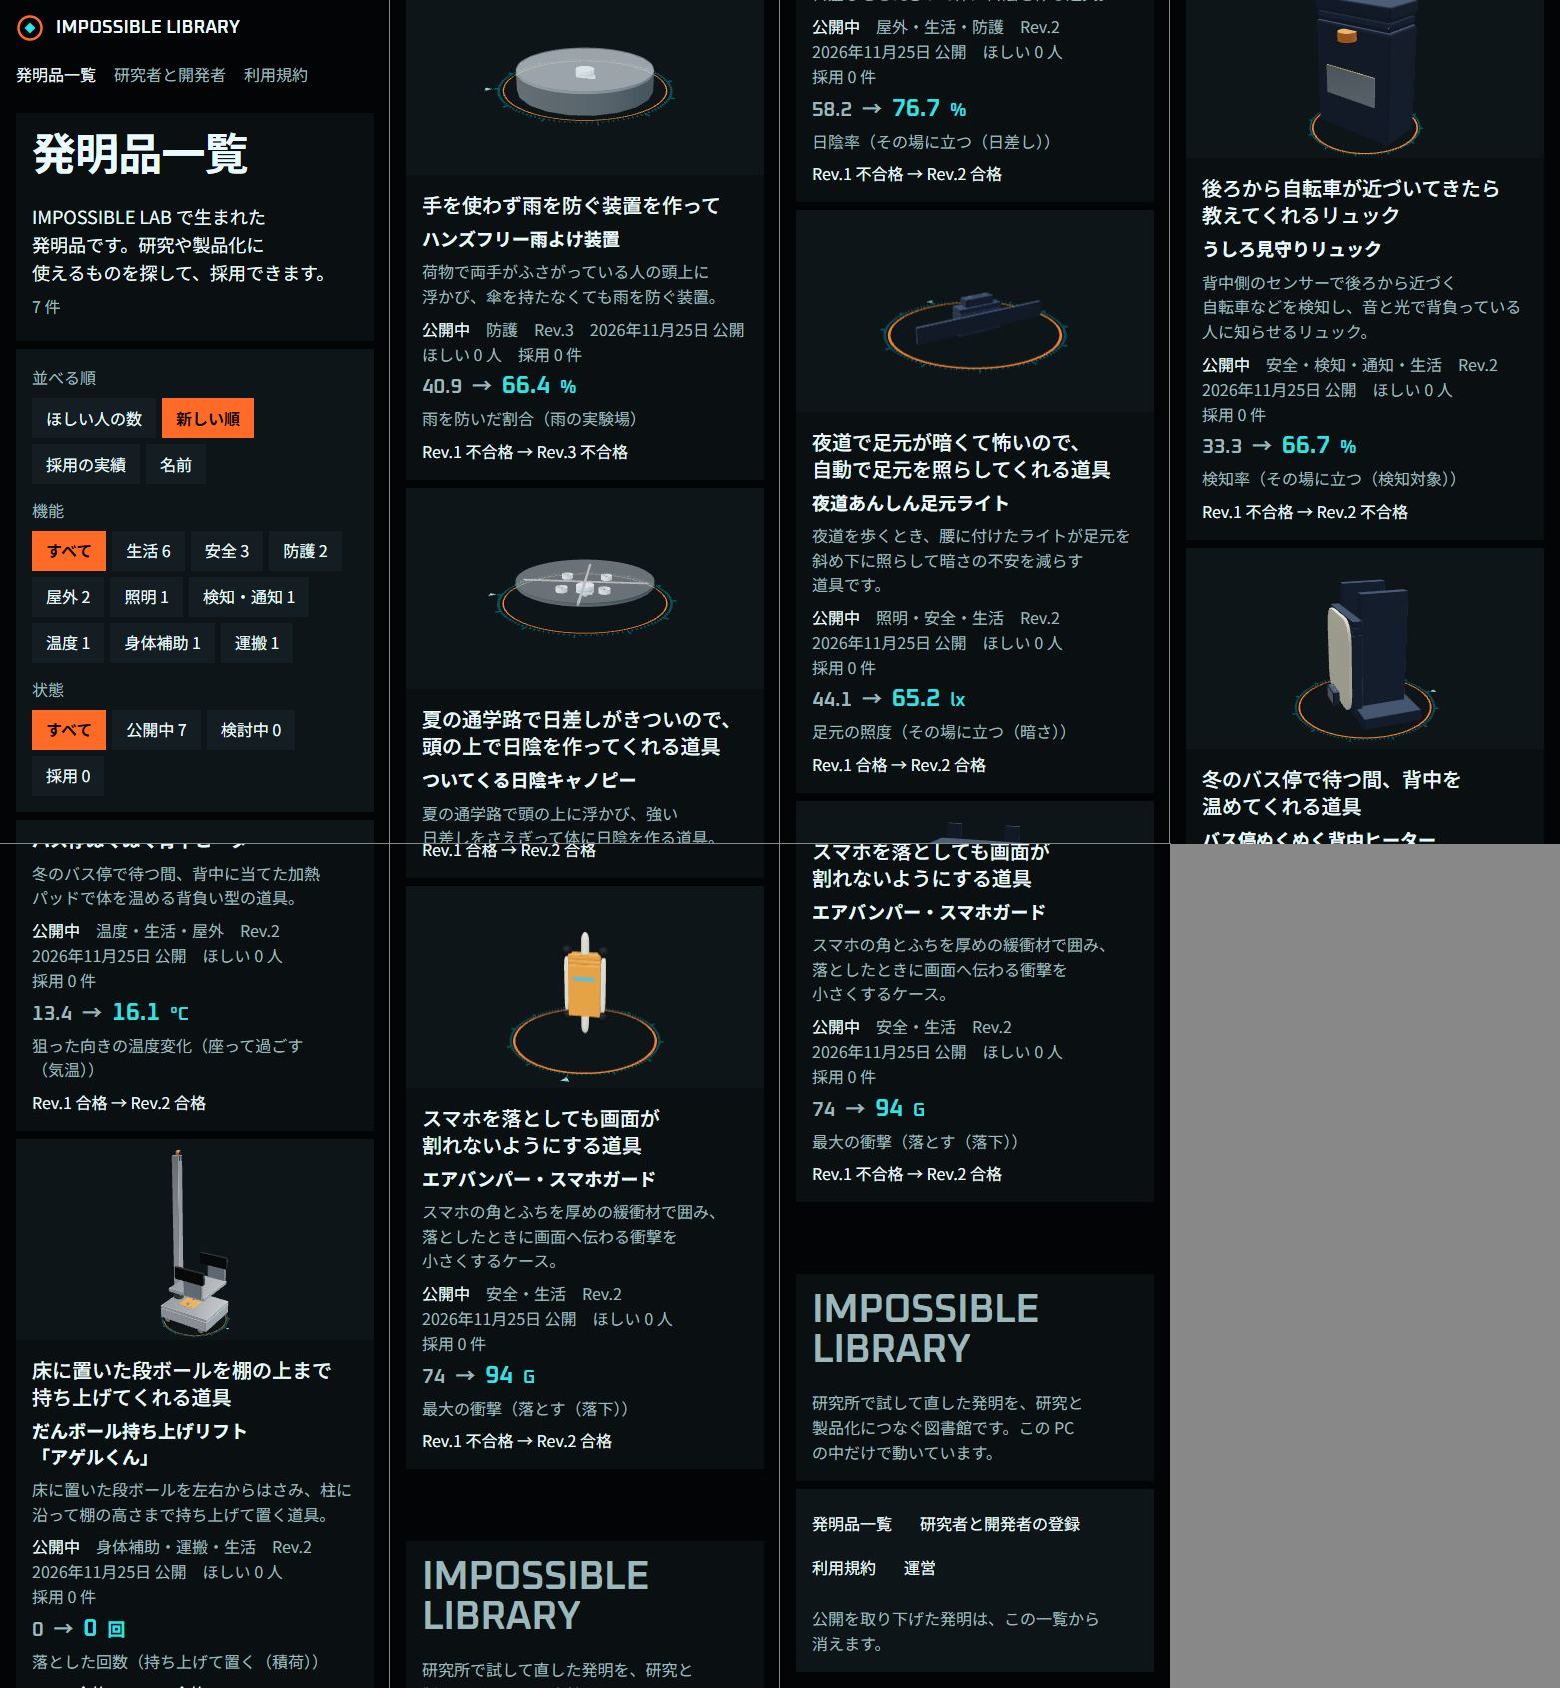 IMPOSSIBLE LIBRARY
発明品一覧 研究者と開発者 利用規約
発明品一覧
IMPOSSIBLE LAB で生まれた
発明品です。研究や製品化に
使えるものを探して、採用できます。
7 件
並べる順
ほしい人の数 新しい順
採用の実績 名前
機能
すべて 生活 6 安全 3 防護 2
屋外 2 照明 1 検知・通知 1
温度 1 身体補助 1 運搬 1
状態
すべて 公開中 7 検討中 0
採用 0
手を使わず雨を防ぐ装置を作って
ハンズフリー雨よけ装置
荷物で両手がふさがっている人の頭上に
浮かび、傘を持たなくても雨を防ぐ装置。
公開中 防護 Rev.3 2026年11月25日 公開
ほしい 0 人 採用 0 件
40.9 → 66.4 %
雨を防いだ割合（雨の実験場）
Rev.1 不合格 → Rev.3 不合格
夏の通学路で日差しがきついので、
頭の上で日陰を作ってくれる道具
ついてくる日陰キャノピー
夏の通学路で頭の上に浮かび、強い
日差しをさえぎって体に日陰を作る道具。
公開中 屋外・生活・防護 Rev.2
2026年11月25日 公開 ほしい 0 人
採用 0 件
58.2 → 76.7 %
日陰率（その場に立つ（日差し））
Rev.1 不合格 → Rev.2 合格
夜道で足元が暗くて怖いので、
自動で足元を照らしてくれる道具
夜道あんしん足元ライト
夜道を歩くとき、腰に付けたライトが足元を
斜め下に照らして暗さの不安を減らす
道具です。
公開中 照明・安全・生活 Rev.2
2026年11月25日 公開 ほしい 0 人
採用 0 件
44.1 → 65.2 lx
足元の照度（その場に立つ（暗さ））
Rev.1 合格 → Rev.2 合格
後ろから自転車が近づいてきたら
教えてくれるリュック
うしろ見守りリュック
背中側のセンサーで後ろから近づく
自転車などを検知し、音と光で背負っている
人に知らせるリュック。
公開中 安全・検知・通知・生活 Rev.2
2026年11月25日 公開 ほしい 0 人
採用 0 件
33.3 → 66.7 %
検知率（その場に立つ（検知対象））
Rev.1 不合格 → Rev.2 不合格
冬のバス停で待つ間、背中を
温めてくれる道具
バス停ぬくぬく背中ヒーター
冬のバス停で待つ間、背中に当てた加熱
パッドで体を温める背負い型の道具。
公開中 温度・生活・屋外 Rev.2
2026年11月25日 公開 ほしい 0 人
採用 0 件
13.4 → 16.1 ℃
狙った向きの温度変化（座って過ごす
（気温））
Rev.1 合格 → Rev.2 合格
床に置いた段ボールを棚の上まで
持ち上げてくれる道具
だんボール持ち上げリフト
「アゲルくん」
床に置いた段ボールを左右からはさみ、柱に
沿って棚の高さまで持ち上げて置く道具。
公開中 身体補助・運搬・生活 Rev.2
2026年11月25日 公開 ほしい 0 人
採用 0 件
0 → 0 回
落とした回数（持ち上げて置く（積荷））
Rev.1 合格 → Rev.2 合格
スマホを落としても画面が
割れないようにする道具
エアバンパー・スマホガード
スマホの角とふちを厚めの緩衝材で囲み、
落としたときに画面へ伝わる衝撃を
小さくするケース。
公開中 安全・生活 Rev.2
2026年11月25日 公開 ほしい 0 人
採用 0 件
74 → 94 G
最大の衝撃（落とす（落下））
Rev.1 不合格 → Rev.2 合格
IMPOSSIBLE
LIBRARY
研究所で試して直した発明を、研究と
スマホを落としても画面が
割れないようにする道具
エアバンパー・スマホガード
スマホの角とふちを厚めの緩衝材で囲み、
落としたときに画面へ伝わる衝撃を
小さくするケース。
公開中 安全・生活 Rev.2
2026年11月25日 公開 ほしい 0 人
採用 0 件
74 → 94 G
最大の衝撃（落とす（落下））
Rev.1 不合格 → Rev.2 合格
IMPOSSIBLE
LIBRARY
研究所で試して直した発明を、研究と
製品化につなぐ図書館です。この PC
の中だけで動いています。
発明品一覧 研究者と開発者の登録
利用規約 運営
公開を取り下げた発明は、この一覧から
消えます。